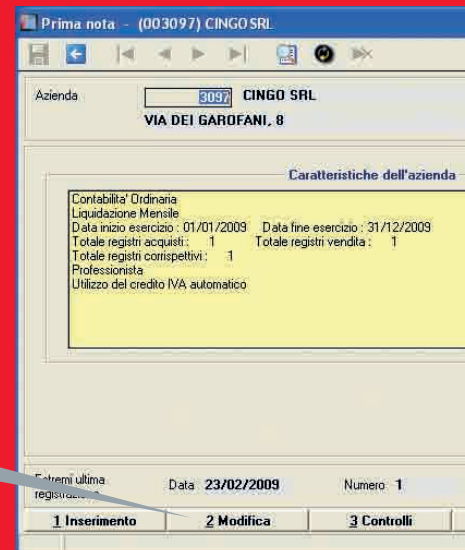 Prima nota - (003097) CINGO SRL
Azienda 3097 CINGO SRL
VIA DEI GAROFANI, 8
Caratteristiche dell'azienda
Contabilita' Ordinaria
Liquidazione Mensile
Data inizio esercizio : 01/01/2009 Data fine esercizio : 31/12/2009
Totale registri acquisti : 1 Totale registri vendita : 1
Totale registri corrispettivi : 1
Professionista
Utilizzo del credito IVA automatico
Estremi ultima
registrazione Data 23/02/2009 Numero 1
1 Inserimento 2 Modifica 3 Controlli